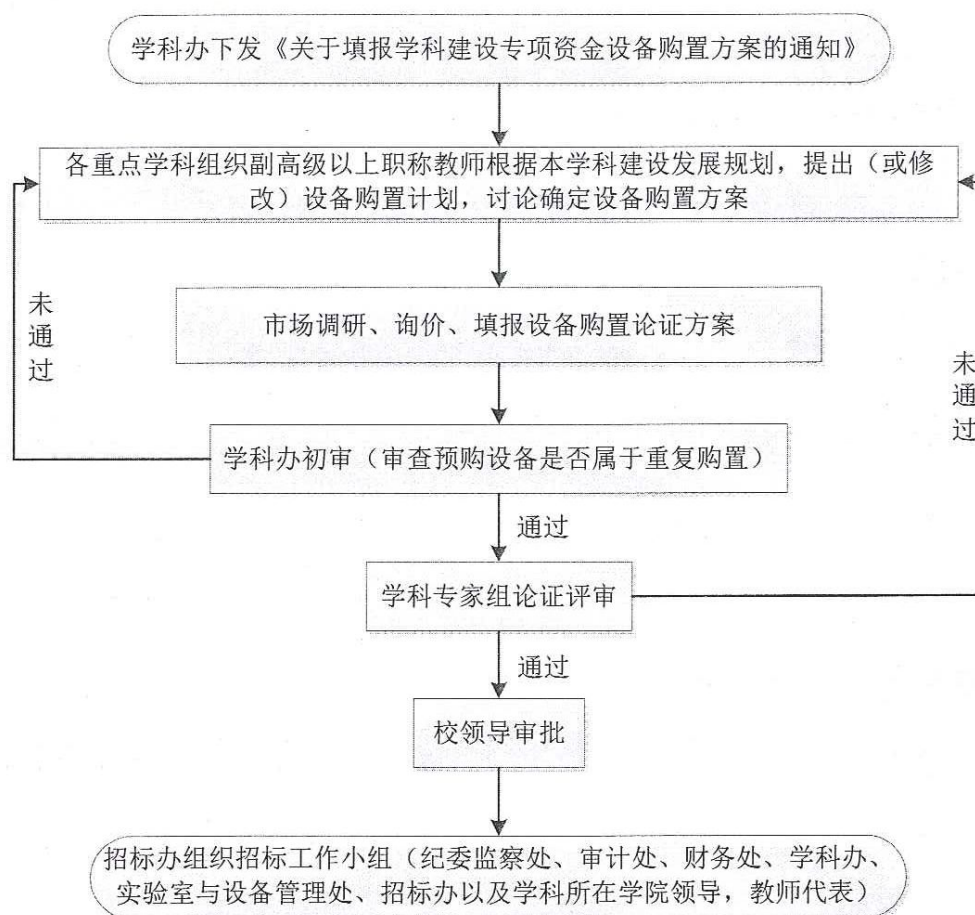 学科办下发《关于填报学科建设专项资金设备购置方案的通知》
各重点学科组织副高级以上职称教师根据本学科建设发展规划，提出（或修
改）设备购置计划，讨论确定设备购置方案
未
通
过
市场调研、询价、填报设备购置论证方案
未
通
过
学科办初审（审查预购设备是否属于重复购置）
通过
学科专家组论证评审
通过
校领导审批
招标办组织招标工作小组（纪委监察处、审计处、财务处、学科办、
实验室与设备管理处、招标办以及学科所在学院领导，教师代表）